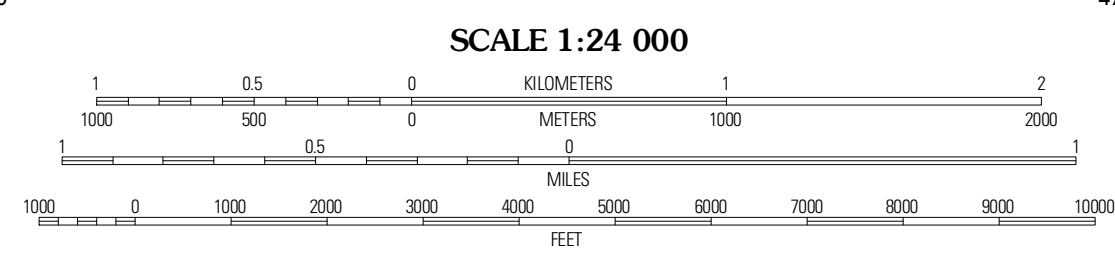 SCALE 1:24 000
1 0.5 0 KILOMETERS 1 2
1000 500 0 METERS 1000 2000
1 0.5 0 1
MILES
1000 0 1000 2000 3000 4000 5000 6000 7000 8000 9000 10000
FEET